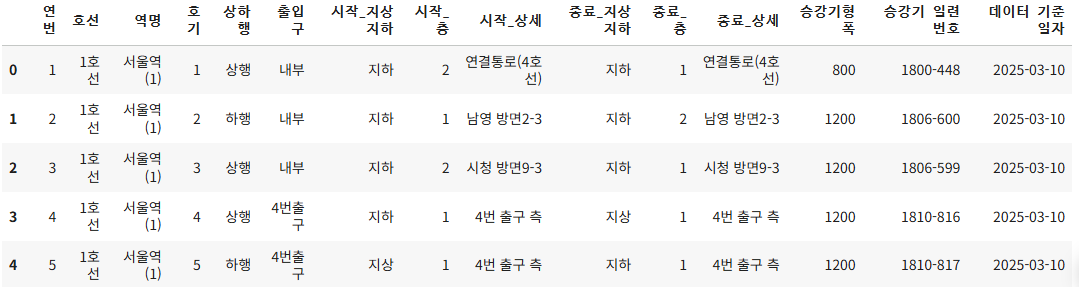 연번 호선 역명 호기 상하행 출입구 시작_지상지하 시작_층 시작_상세 종료_지상지하 종료_층 종료_상세 승강기형폭 승강기 일련번호 데이터 기준일자
0 1 1호선 서울역(1) 1 상행 내부 지하 2 연결통로(4호선) 지하 1 연결통로(4호선) 800 1800-448 2025-03-10
1 2 1호선 서울역(1) 2 하행 내부 지하 1 남영 방면2-3 지하 2 남영 방면2-3 1200 1806-600 2025-03-10
2 3 1호선 서울역(1) 3 상행 내부 지하 2 시청 방면9-3 지하 1 시청 방면9-3 1200 1806-599 2025-03-10
3 4 1호선 서울역(1) 4 상행 4번출구 지하 1 4번 출구 측 지상 1 4번 출구 측 1200 1810-816 2025-03-10
4 5 1호선 서울역(1) 5 하행 4번출구 지상 1 4번 출구 측 지하 1 4번 출구 측 1200 1810-817 2025-03-10